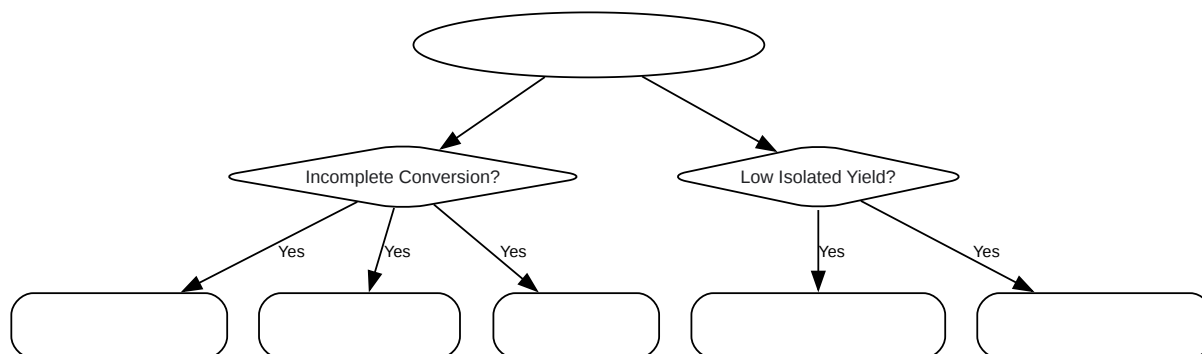 Incomplete Conversion?
Low Isolated Yield?
Yes
Yes
Yes
Yes
Yes